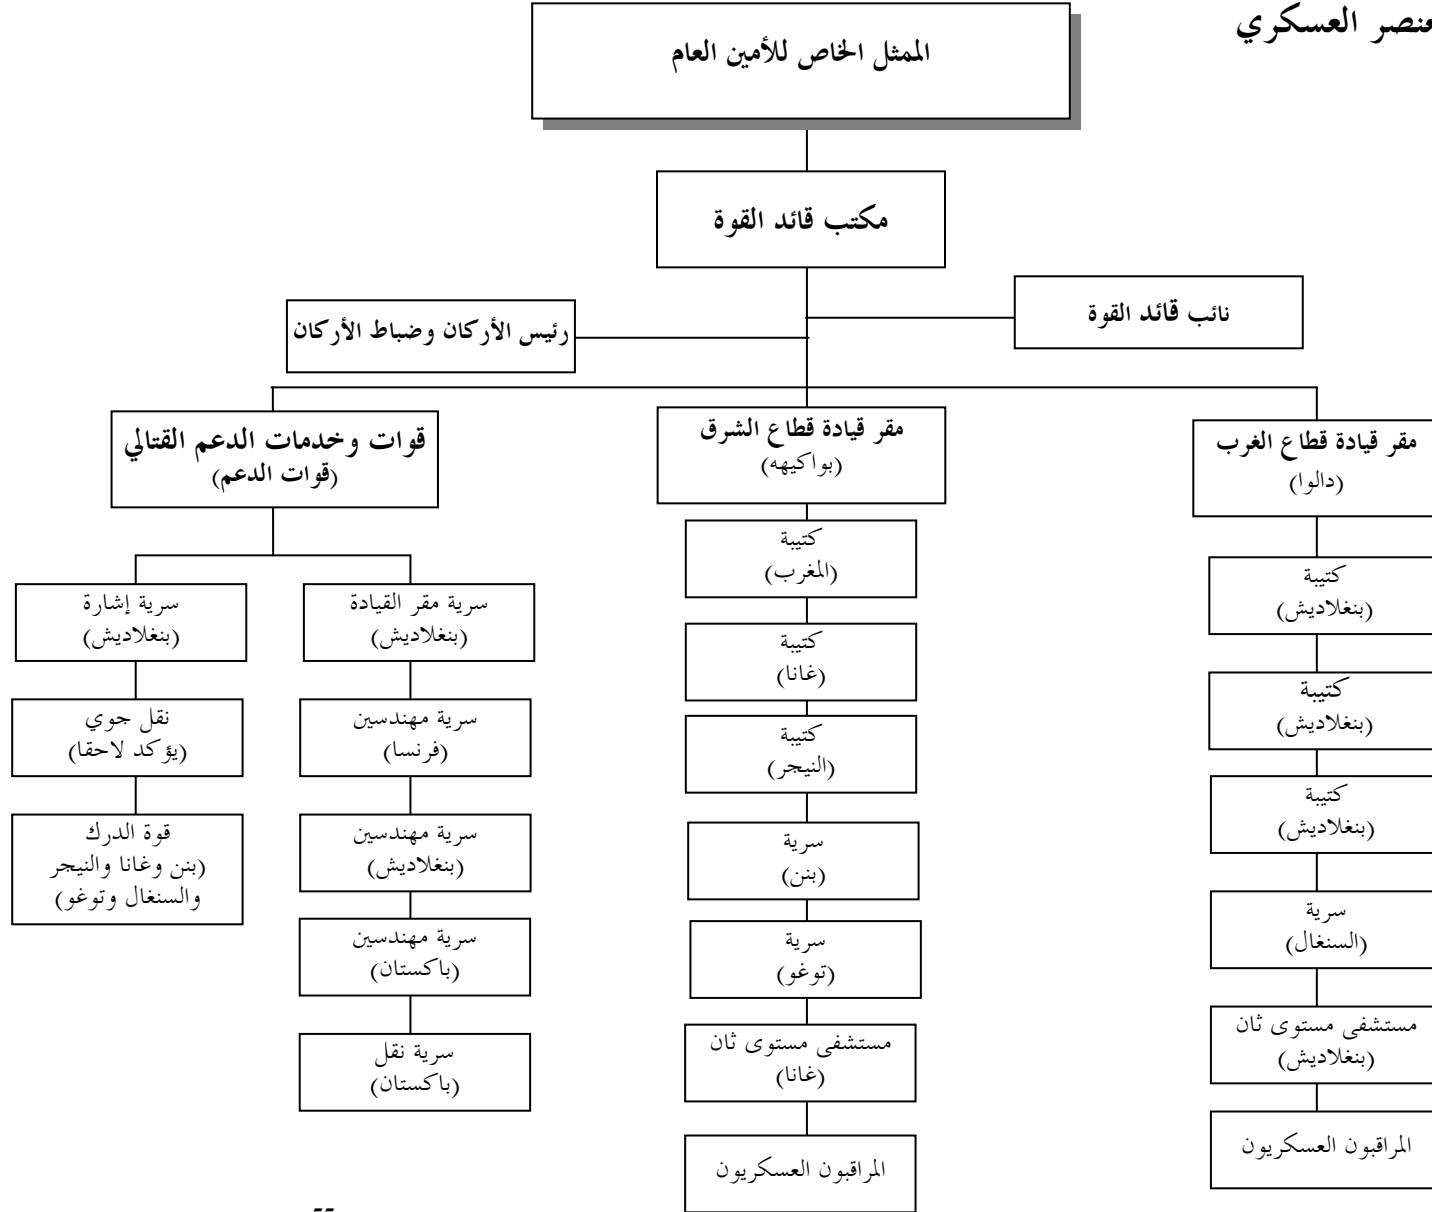 العنصر العسكري
الممثل الخاص للأمين العام
مكتب قائد القوة
نائب قائد القوة
رئيس الأركان وضباط الأركان
مقر قيادة قطاع الغرب
(دالوا)
كتيبة
(بنغلاديش)
كتيبة
(بنغلاديش)
كتيبة
(بنغلاديش)
سرية
(السنغال)
مستشفى مستوى ثان
(بنغلاديش)
المراقبون العسكريون
مقر قيادة قطاع الشرق
(بواكيهه)
كتيبة
(المغرب)
كتيبة
(غانا)
كتيبة
(النيجر)
سرية
(بنن)
سرية
(توغو)
مستشفى مستوى ثان
(غانا)
المراقبون العسكريون
قوات وخدمات الدعم القتالي
(قوات الدعم)
سرية مقر القيادة
(بنغلاديش)
سرية مهندسين
(فرنسا)
سرية مهندسين
(بنغلاديش)
سرية مهندسين
(باكستان)
سرية نقل
(باكستان)
سرية إشارة
(بنغلاديش)
نقل جوي
(يؤكد لاحقا)
قوة الدرك
(بنن وغانا والنيجر
والسنغال وتوغو)
--